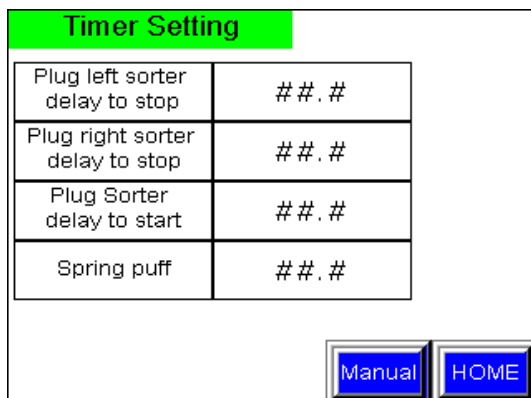 Timer Setting
Plug left sorter
delay to stop
##.#
Plug right sorter
delay to stop
##.#
Plug Sorter
delay to start
##.#
Spring puff
##.#
Manual
HOME